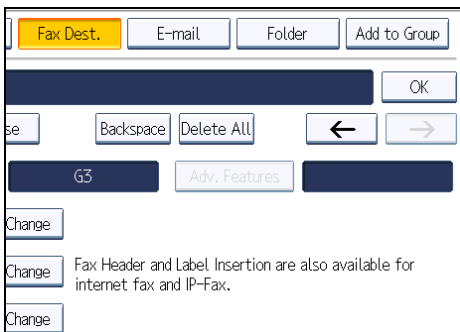 Fax Dest. E-mail Folder Add to Group
OK
se Backspace Delete All ← →
G3 Adv. Features
Change
Change Fax Header and Label Insertion are also available for
internet fax and IP-Fax.
Change